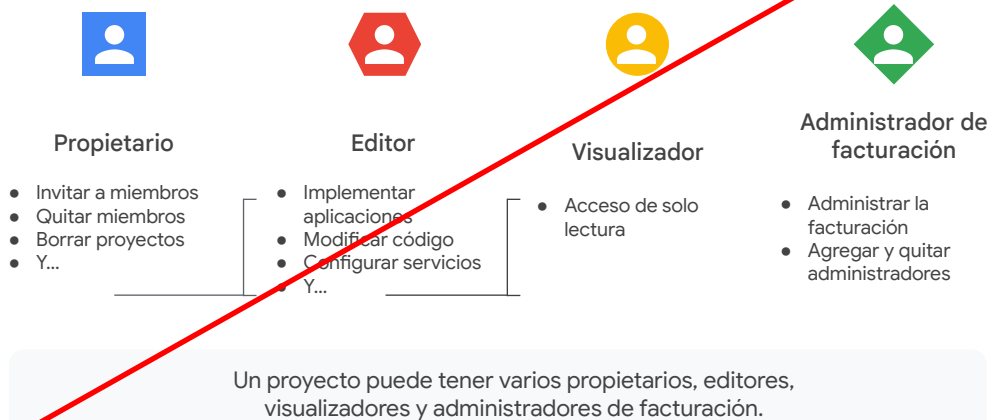 Propietario
● Invitar a miembros
● Quitar miembros
● Borrar proyectos
● Y...
Editor
● Implementar
aplicaciones
● Modificar código
● Configurar servicios
● Y...
Visualizador
● Acceso de solo
lectura
Administrador de
facturación
● Administrar la
facturación
● Agregar y quitar
administradores
Un proyecto puede tener varios propietarios, editores,
visualizadores y administradores de facturación.